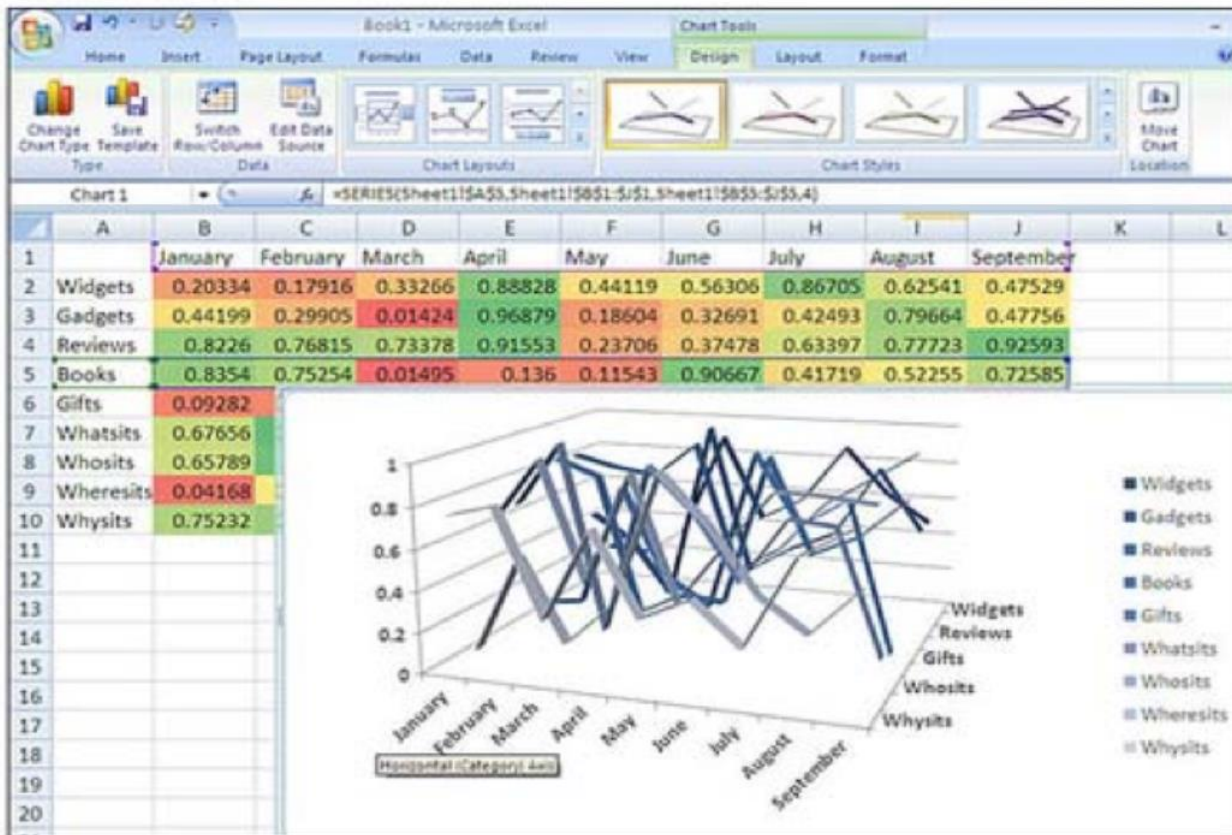 Book1 - Microsoft Excel Chart Tools
Home Insert Page Layout Formulas Data Review View Design Layout Format
Change Chart Type Save Template Switch Row/Column Edit Data Source Move Chart
Type Data Chart Layouts Chart Styles Location
Chart 1 =SERIES(Sheet1!$A$5,Sheet1!$B$1:$J$1,Sheet1!$B$5:$J$5,4)
A B C D E F G H I J K L
1 January February March April May June July August September
2 Widgets 0.20334 0.17916 0.33266 0.88828 0.44119 0.56306 0.86705 0.62541 0.47529
3 Gadgets 0.44199 0.29905 0.01424 0.96879 0.18604 0.32691 0.42493 0.79664 0.47756
4 Reviews 0.8226 0.76815 0.73378 0.91553 0.23706 0.37478 0.63397 0.77723 0.92593
5 Books 0.8354 0.75254 0.01495 0.136 0.11543 0.90667 0.41719 0.52255 0.72585
6 Gifts 0.09282
7 Whatsits 0.67656
8 Whosits 0.65789
9 Wheresits 0.04168
10 Whysits 0.75232
11
12
13
14
15
16
17
18
19
20
1
0.8
0.6
0.4
0.2
0
January
February
March
April
May
June
July
August
September
Widgets
Reviews
Gifts
Whosits
Whysits
Horizontal (Category) Axis
Widgets
Gadgets
Reviews
Books
Gifts
Whatsits
Whosits
Wheresits
Whysits